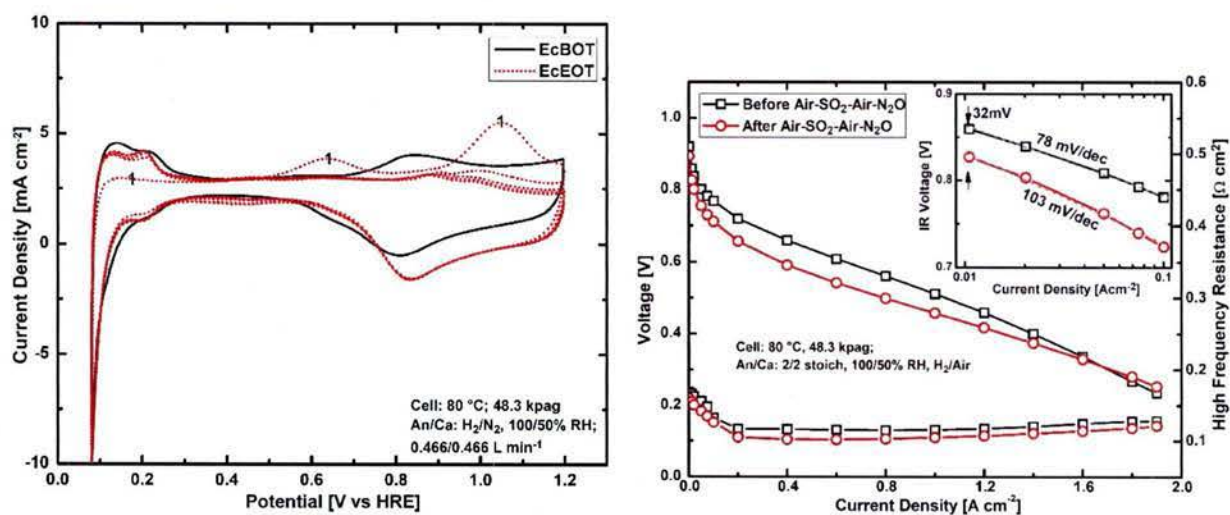 10
5
0
-5
-10
Current Density [mA cm-2]
EcBOT
EcEOT
1
1
1
Cell: 80 °C; 48.3 kpag
An/Ca: H2/N2, 100/50% RH;
0.466/0.466 L min-1
0.0 0.2 0.4 0.6 0.8 1.0 1.2
Potential [V vs HRE]
1.0
0.8
0.6
0.4
0.2
0.0
Voltage [V]
Before Air-SO2-Air-N2O
After Air-SO2-Air-N2O
0.9
0.8
0.7
IR Voltage [V]
32mV
78 mV/dec
103 mV/dec
0.01 0.1
Current Density [Acm-2]
Cell: 80 °C, 48.3 kpag;
An/Ca: 2/2 stoich, 100/50% RH, H2/Air
0.6
0.5
0.4
0.3
0.2
0.1
High Frequency Resistance [Ω cm2]
0.0 0.4 0.8 1.2 1.6 2.0
Current Density [A cm-2]